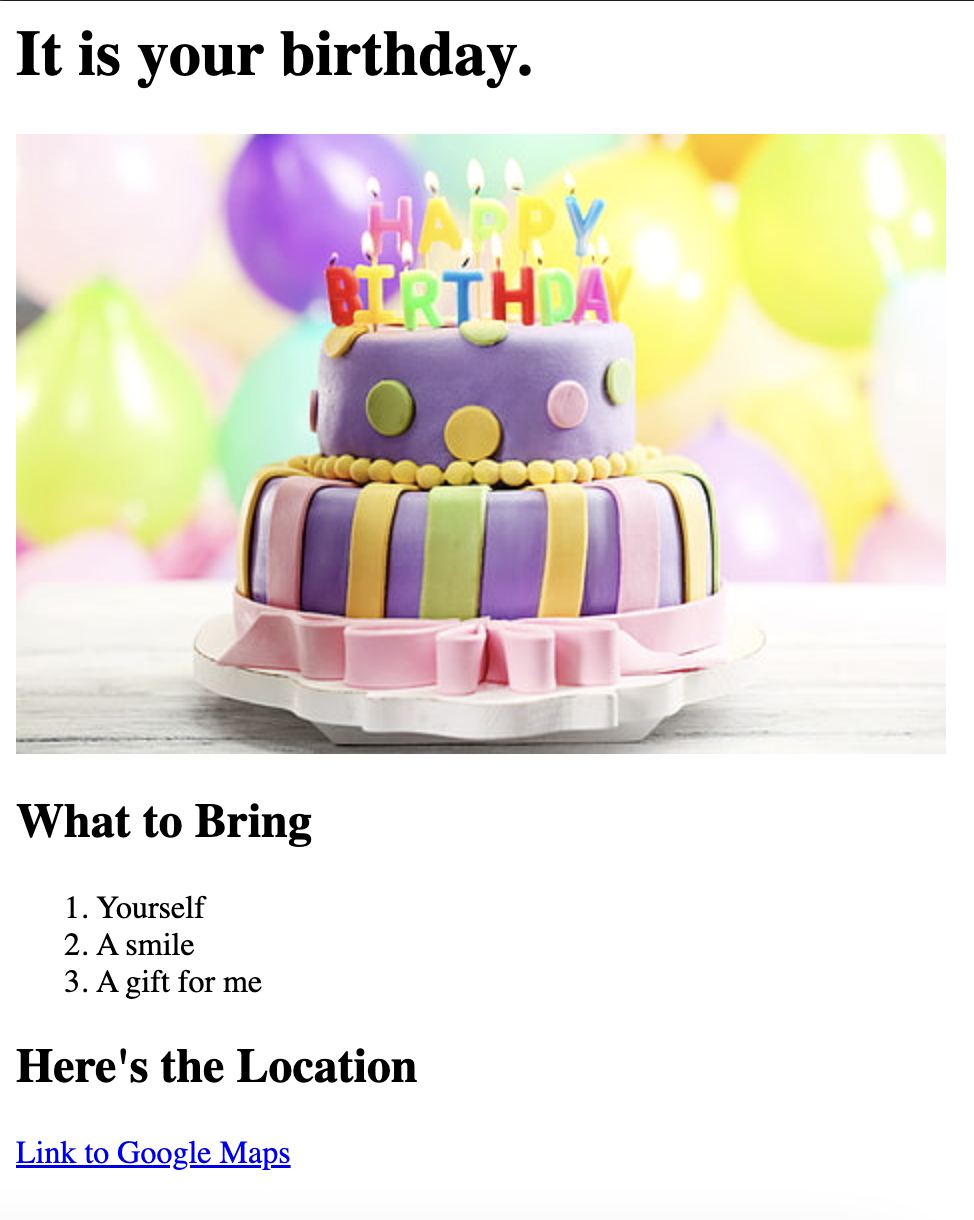 It is your birthday.
HAPPY
BIRTHDAY
What to Bring
1. Yourself
2. A smile
3. A gift for me
Here's the Location
Link to Google Maps